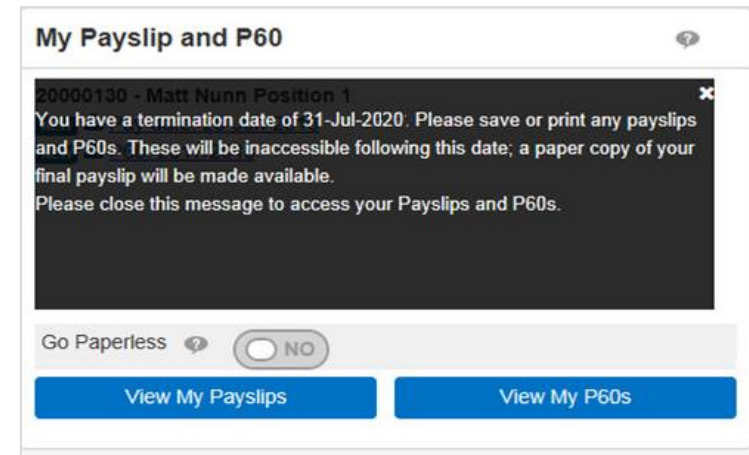 My Payslip and P60
20000130 - Matt Nunn Position 1
You have a termination date of 31-Jul-2020. Please save or print any payslips
and P60s. These will be inaccessible following this date; a paper copy of your
final payslip will be made available.
Please close this message to access your Payslips and P60s.
Go Paperless
NO
View My Payslips
View My P60s